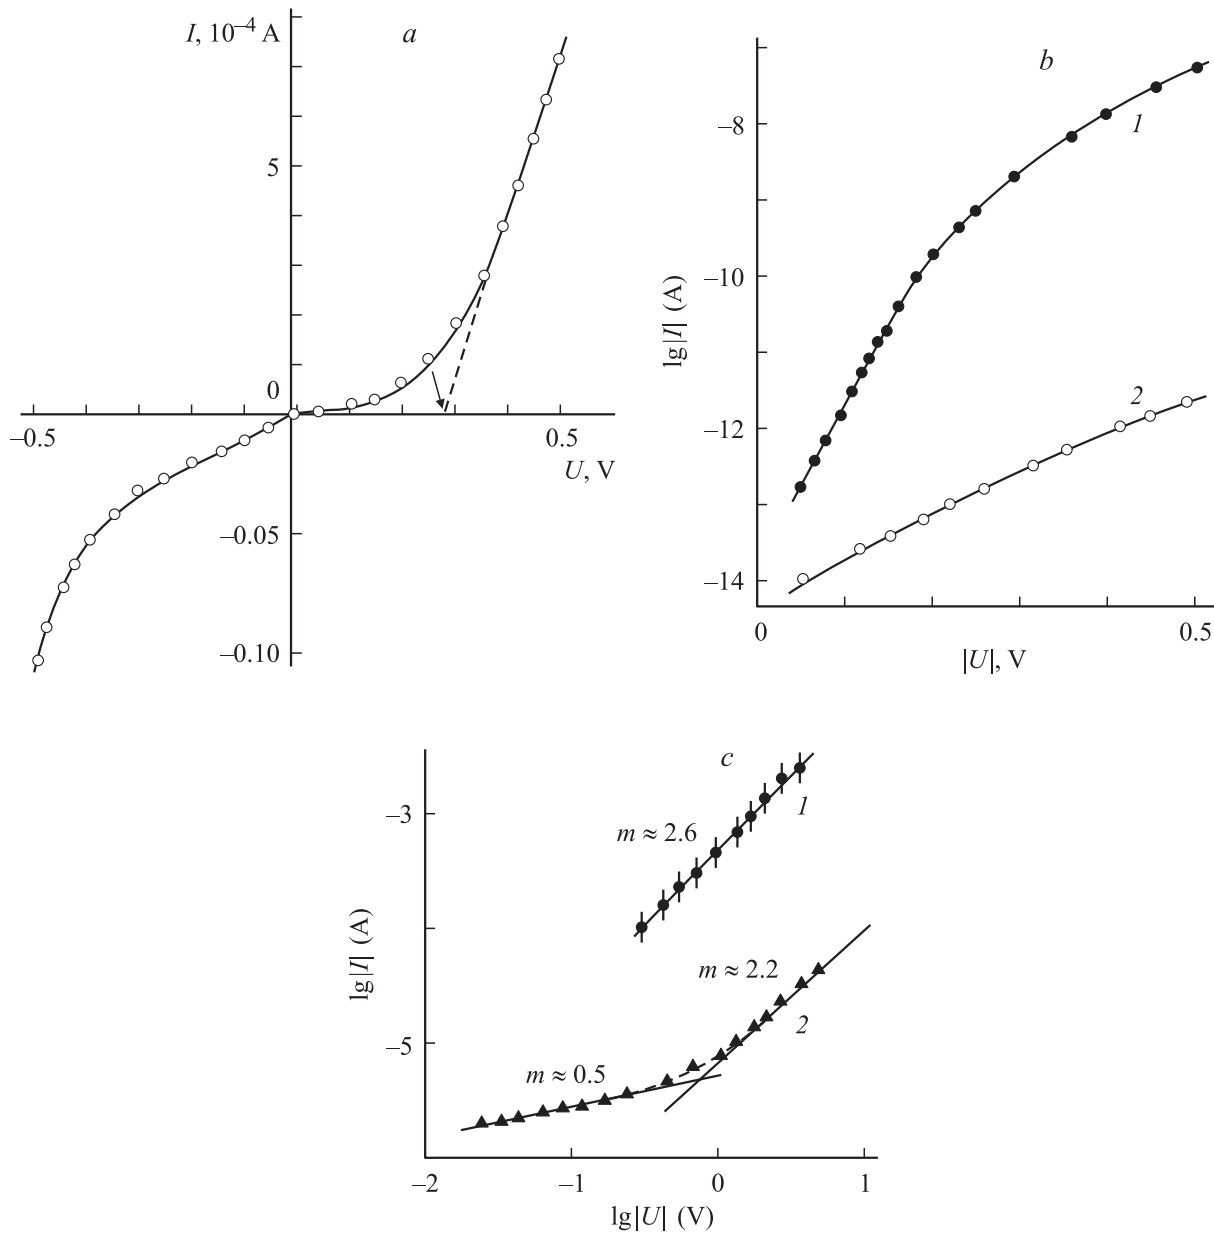 I, 10⁻⁴ A
a
5
0
–0.5
0.5
U, V
–0.05
–0.10
b
–8
1
lg|I| (A)
–10
2
–12
–14
0
0.5
|U|, V
c
–3
1
m ≈ 2.6
lg|I| (A)
m ≈ 2.2
2
–5
m ≈ 0.5
–2
–1
0
1
lg|U| (V)